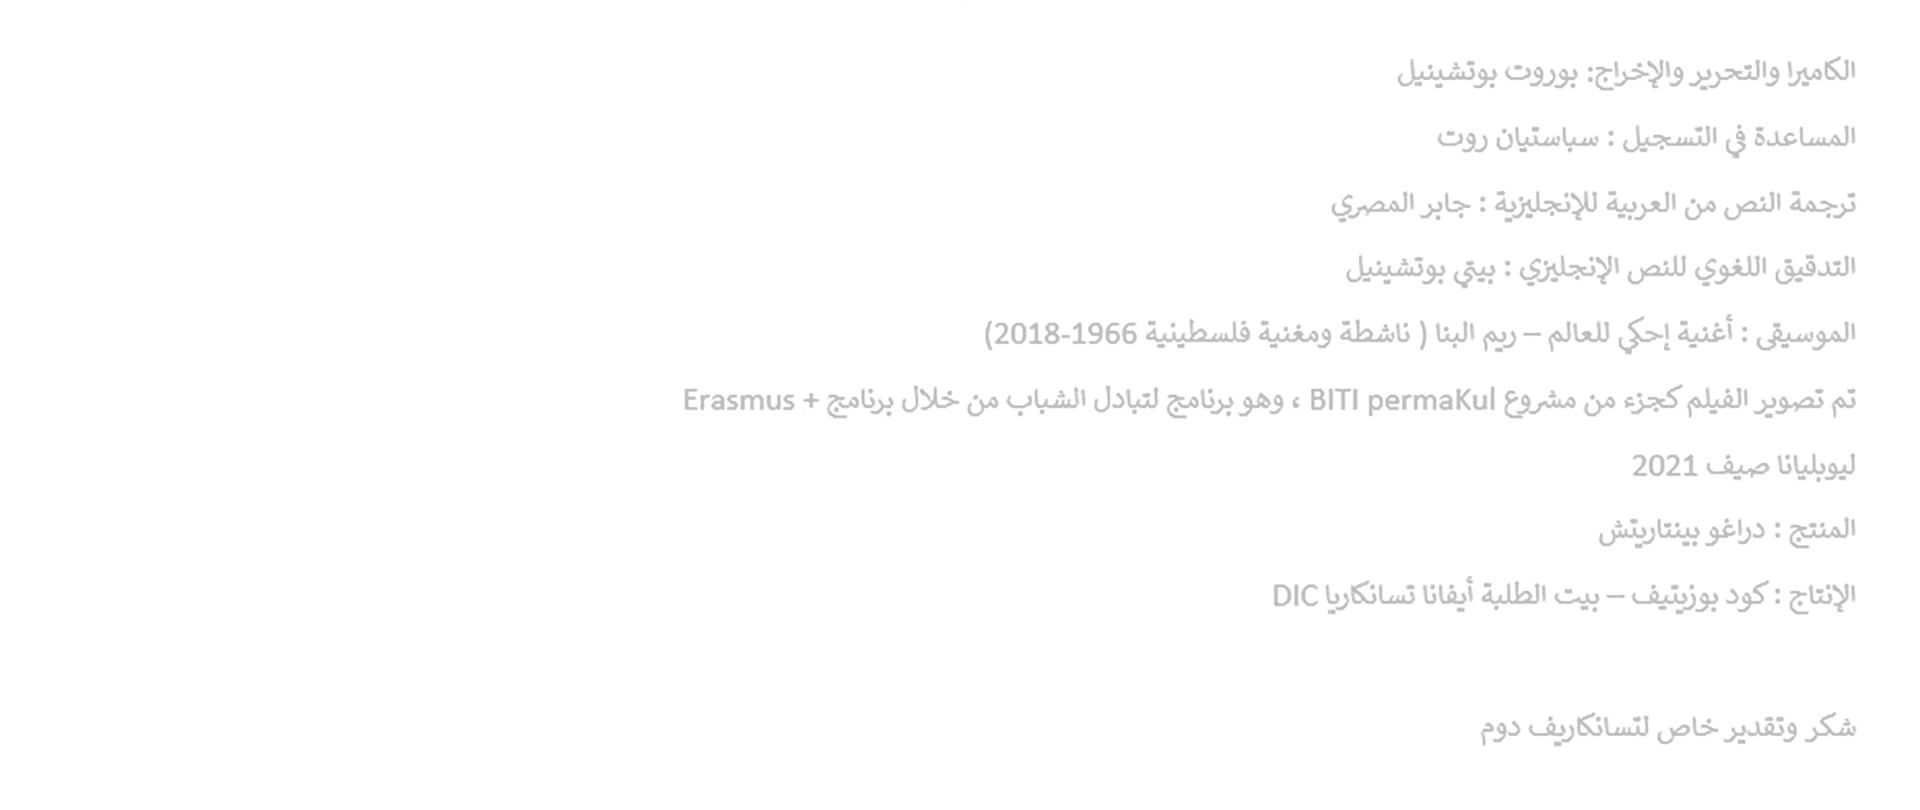 الكاميرا والتحرير والإخراج: بوروت بوتشينيل
المساعدة في التسجيل : سباستيان روت
ترجمة النص من العربية للإنجليزية : جابر المصري
التدقيق اللغوي للنص الإنجليزي : بيتي بوتشينيل
الموسيقى : أغنية إحكي للعالم – ريم البنا ( ناشطة ومغنية فلسطينية 1966-2018)
تم تصوير الفيلم كجزء من مشروع BITI permaKul ، وهو برنامج لتبادل الشباب من خلال برنامج + Erasmus
ليوبليانا صيف 2021
المنتج : دراغو بينتاريتش
الإنتاج : كود بوزيتيف – بيت الطلبة أيفانا تسانكاريا DIC
شكر وتقدير خاص لتسانكاريف دوم